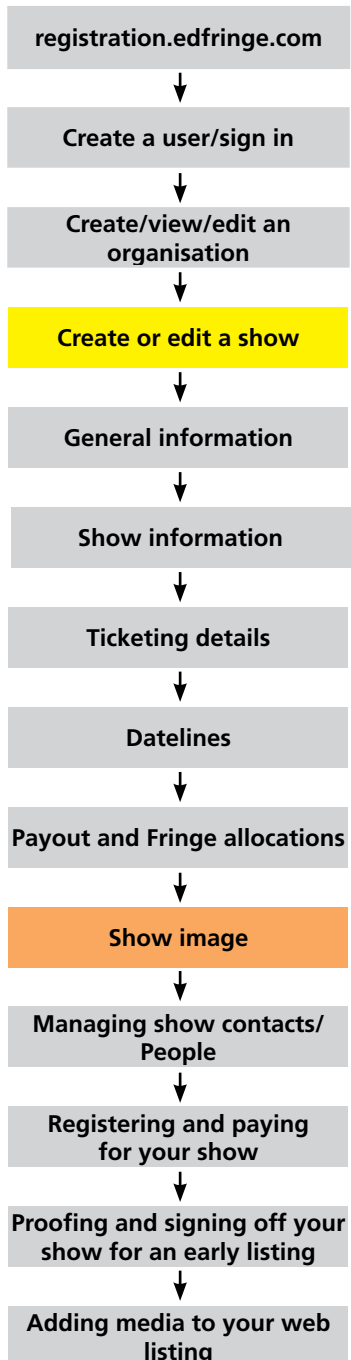 registration.edfringe.com
Create a user/sign in
Create/view/edit an
organisation
Create or edit a show
General information
Show information
Ticketing details
Datelines
Payout and Fringe allocations
Show image
Managing show contacts/
People
Registering and paying
for your show
Proofing and signing off your
show for an early listing
Adding media to your web
listing